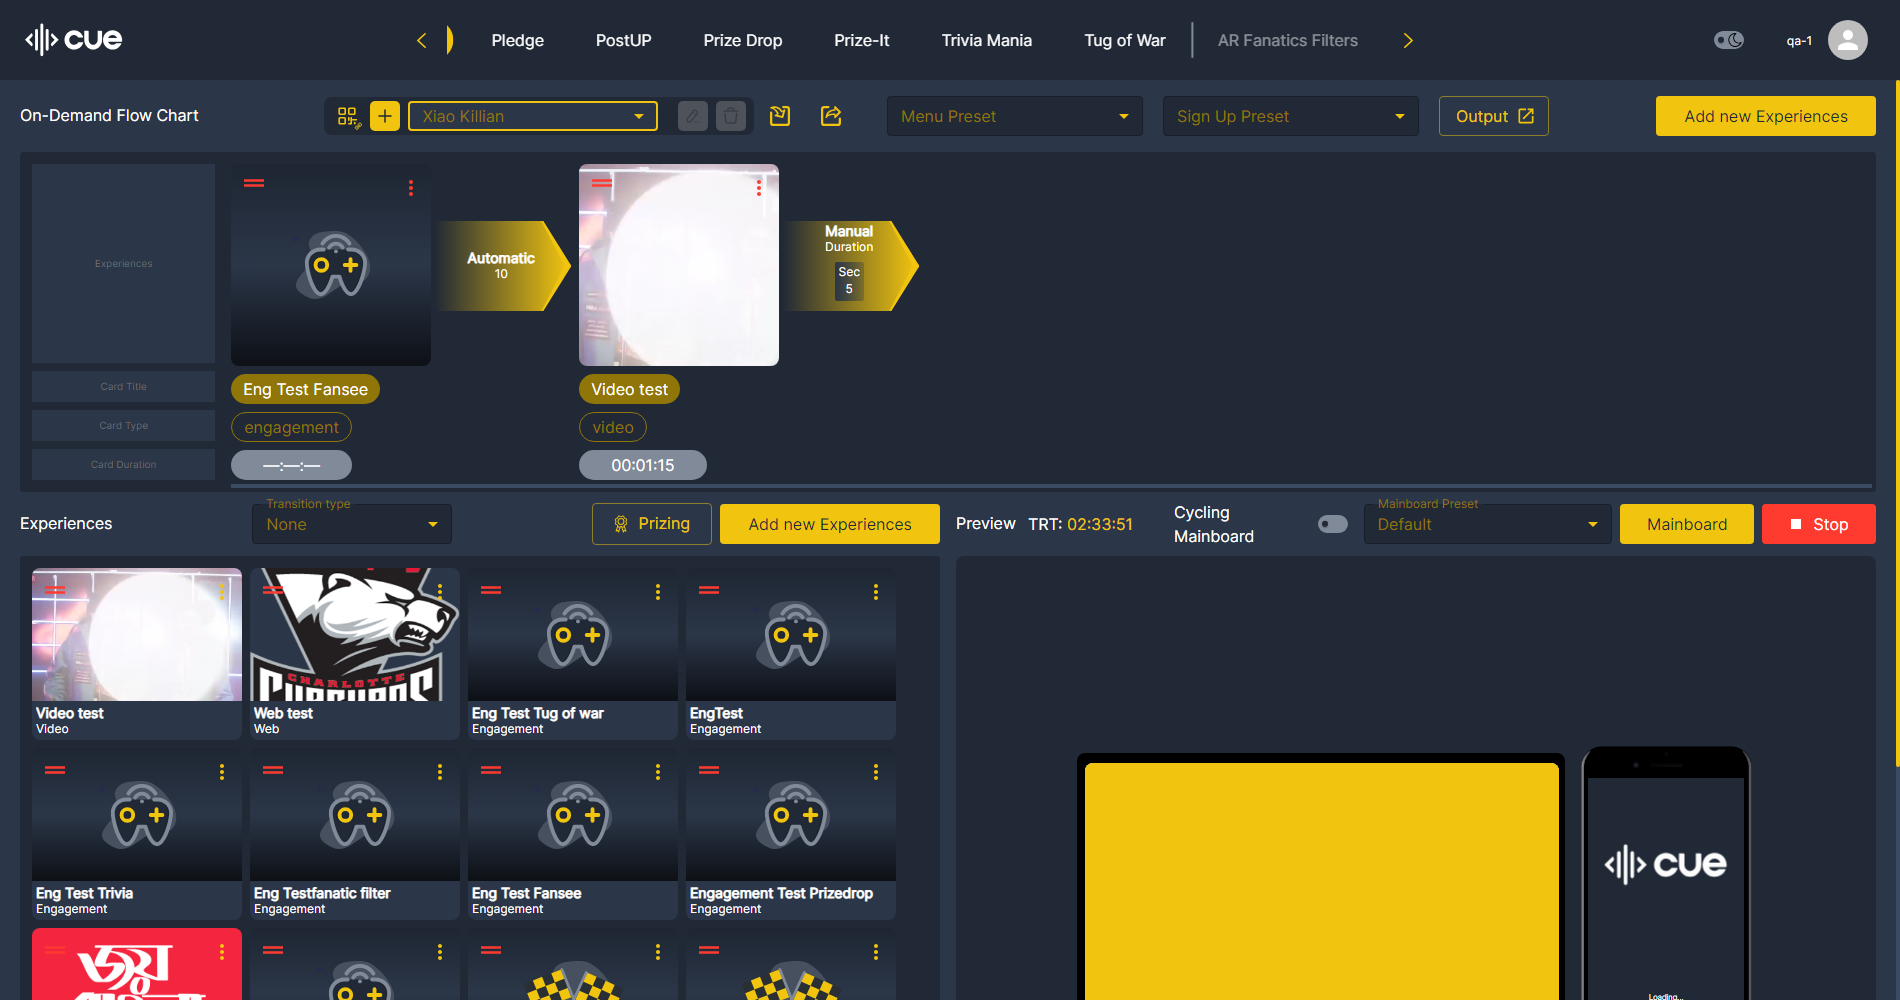 cue
Pledge
PostUP
Prize Drop
Prize-It
Trivia Mania
Tug of War
AR Fanatics Filters
qa-1
On-Demand Flow Chart
Xiao Killian
Menu Preset
Sign Up Preset
Output
Add new Experiences
Experiences
Automatic
10
Manual
Duration
Sec
5
Card Title
Eng Test Fansee
Video test
Card Type
engagement
video
Card Duration
—:—:—
00:01:15
Experiences
Transition type
None
Prizing
Add new Experiences
Preview
TRT: 02:33:51
Cycling
Mainboard
Mainboard Preset
Default
Mainboard
Stop
CHARLOTTE
Video test
Video
Web test
Web
Eng Test Tug of war
Engagement
EngTest
Engagement
Eng Test Trivia
Engagement
Eng Testfanatic filter
Engagement
Eng Test Fansee
Engagement
Engagement Test Prizedrop
Engagement
জয়
cue
Loading...